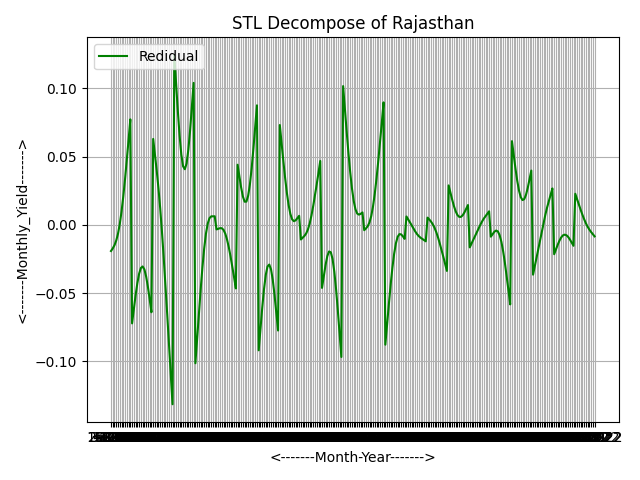 STL Decompose of Rajasthan
Redidual
0.10
0.05
0.00
−0.05
−0.10
<------Monthly_Yield------->
<-------Month-Year------->